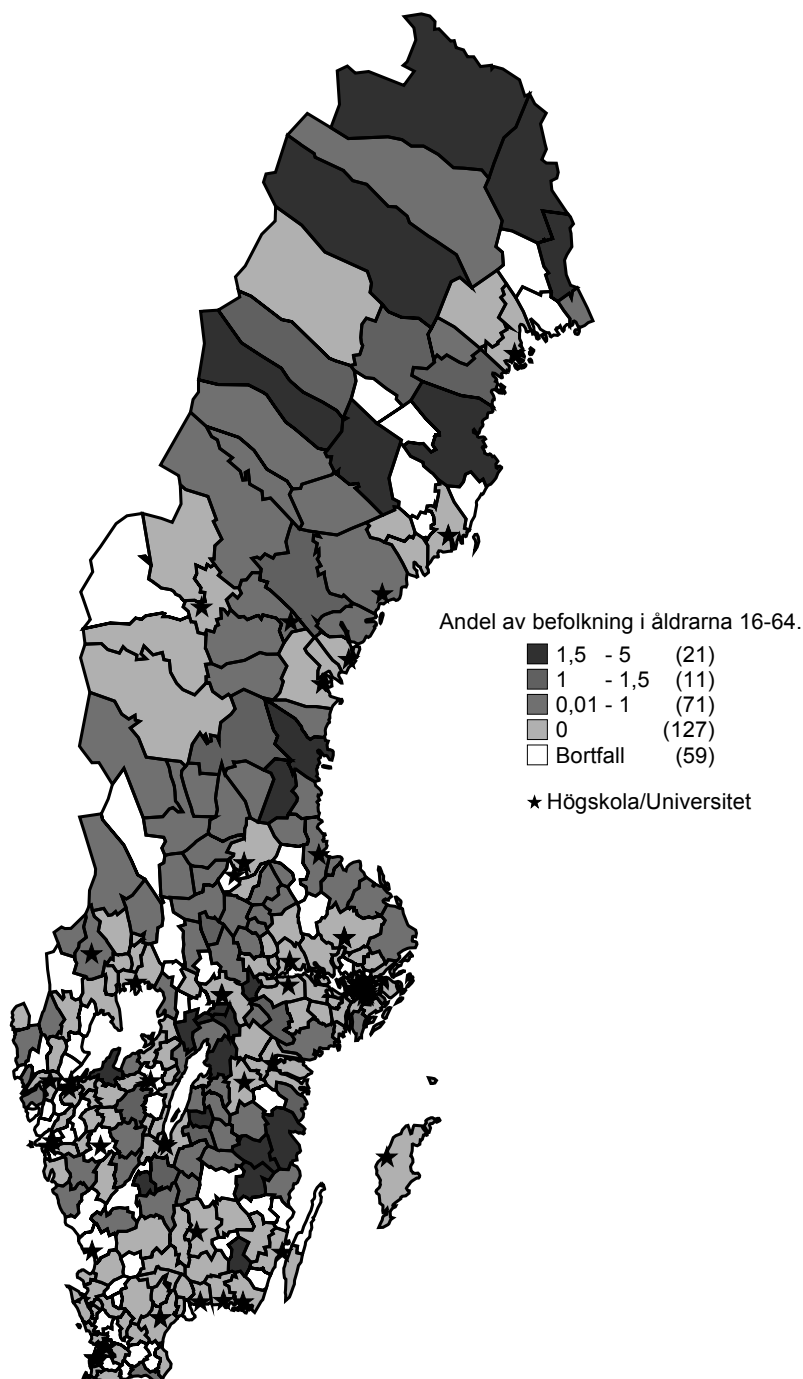 Andel av befolkning i åldrarna 16-64.
1,5 - 5 (21)
1 - 1,5 (11)
0,01 - 1 (71)
0 (127)
Bortfall (59)
★ Högskola/Universitet